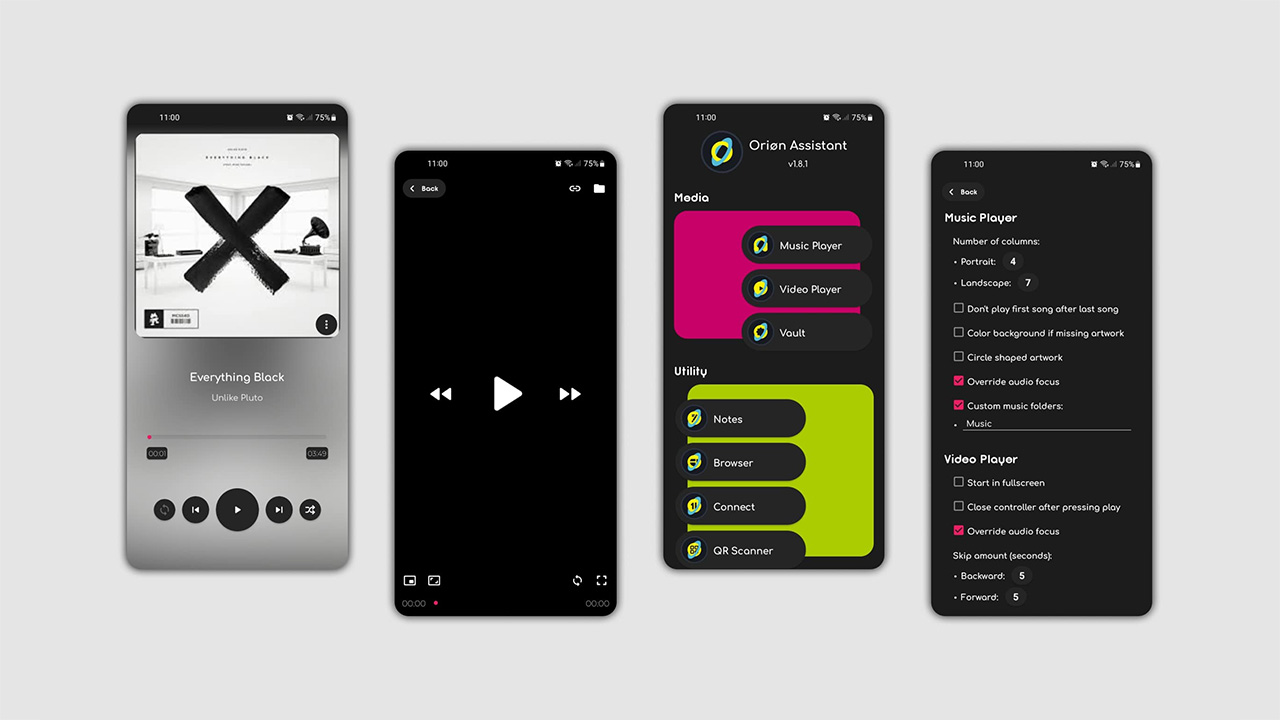 11:00
75%
EVERYTHING BLACK
MCS540
Everything Black
Unlike Pluto
00:01
03:49
11:00
75%
Back
00:00
00:00
11:00
75%
Oriøn Assistant
v1.8.1
Media
Music Player
Video Player
Vault
Utility
Notes
Browser
Connect
QR Scanner
11:00
75%
Back
Music Player
Number of columns:
• Portrait: 4
• Landscape: 7
Don't play first song after last song
Color background if missing artwork
Circle shaped artwork
Override audio focus
Custom music folders:
• Music
Video Player
Start in fullscreen
Close controller after pressing play
Override audio focus
Skip amount (seconds):
• Backward: 5
• Forward: 5